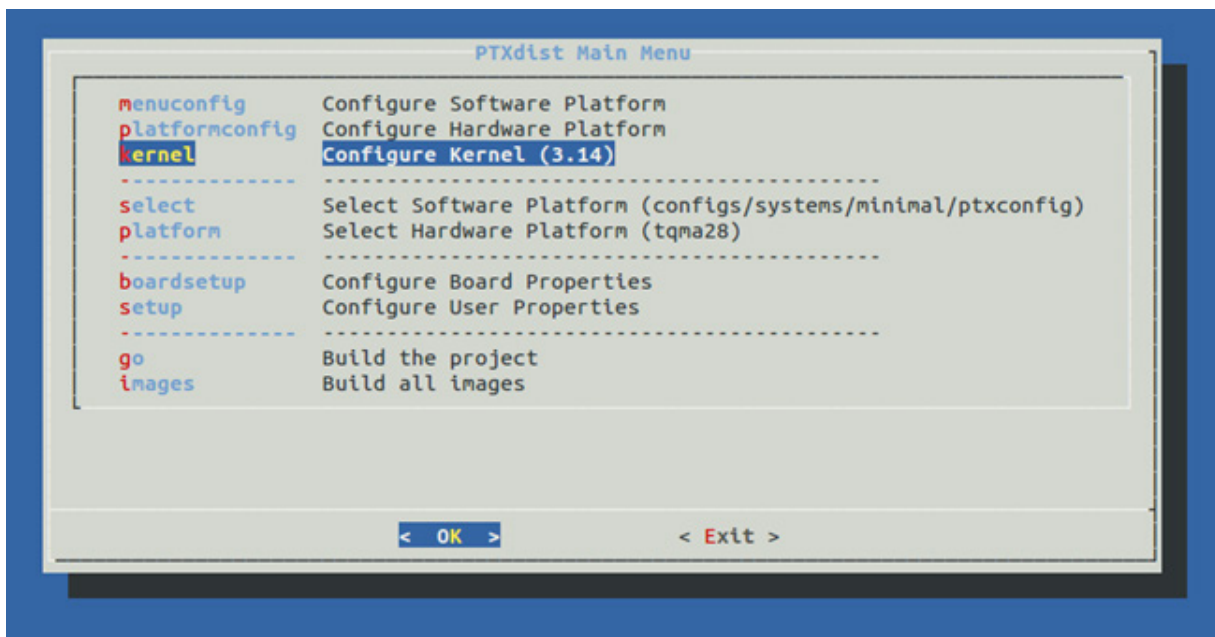 PTXdist Main Menu
menuconfig Configure Software Platform
platformconfig Configure Hardware Platform
kernel Configure Kernel (3.14)
-------------- --------------------------------------------
select Select Software Platform (configs/systems/minimal/ptxconfig)
platform Select Hardware Platform (tqma28)
-------------- --------------------------------------------
boardsetup Configure Board Properties
setup Configure User Properties
-------------- --------------------------------------------
go Build the project
images Build all images
< OK > < Exit >